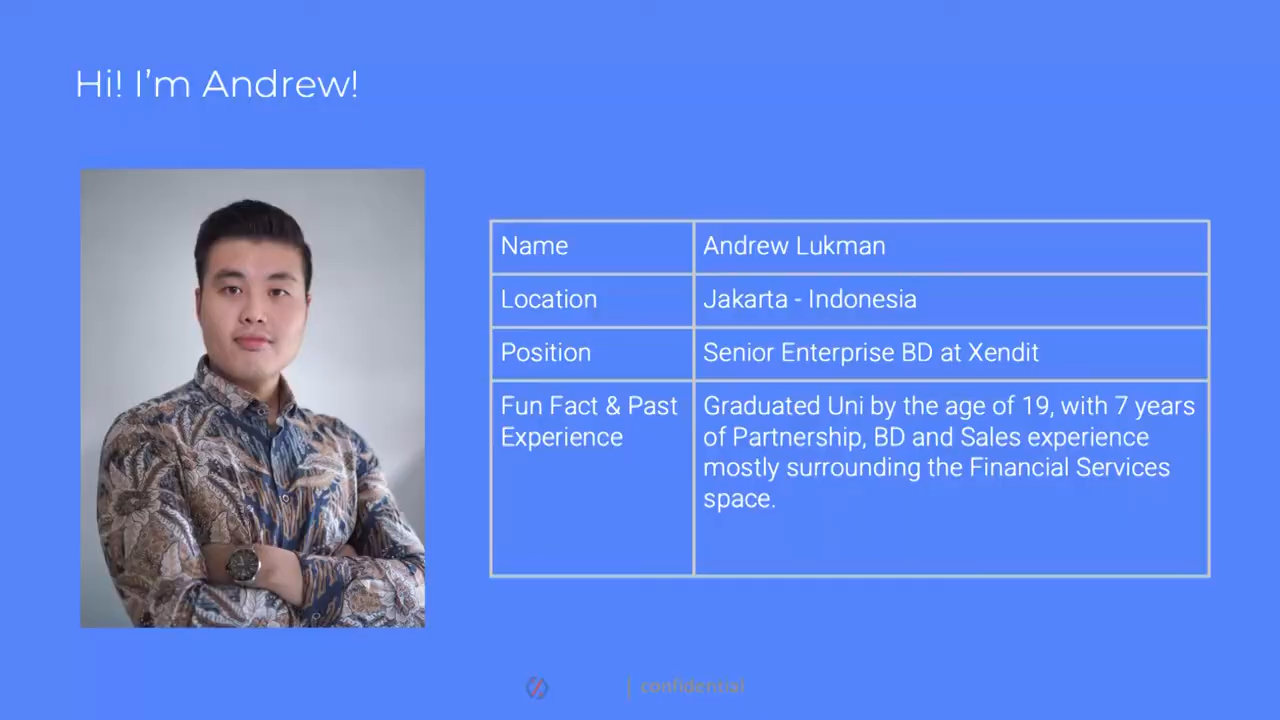 Hi! I’m Andrew!
Name
Andrew Lukman
Location
Jakarta - Indonesia
Position
Senior Enterprise BD at Xendit
Fun Fact & Past
Experience
Graduated Uni by the age of 19, with 7 years
of Partnership, BD and Sales experience
mostly surrounding the Financial Services
space.
| confidential